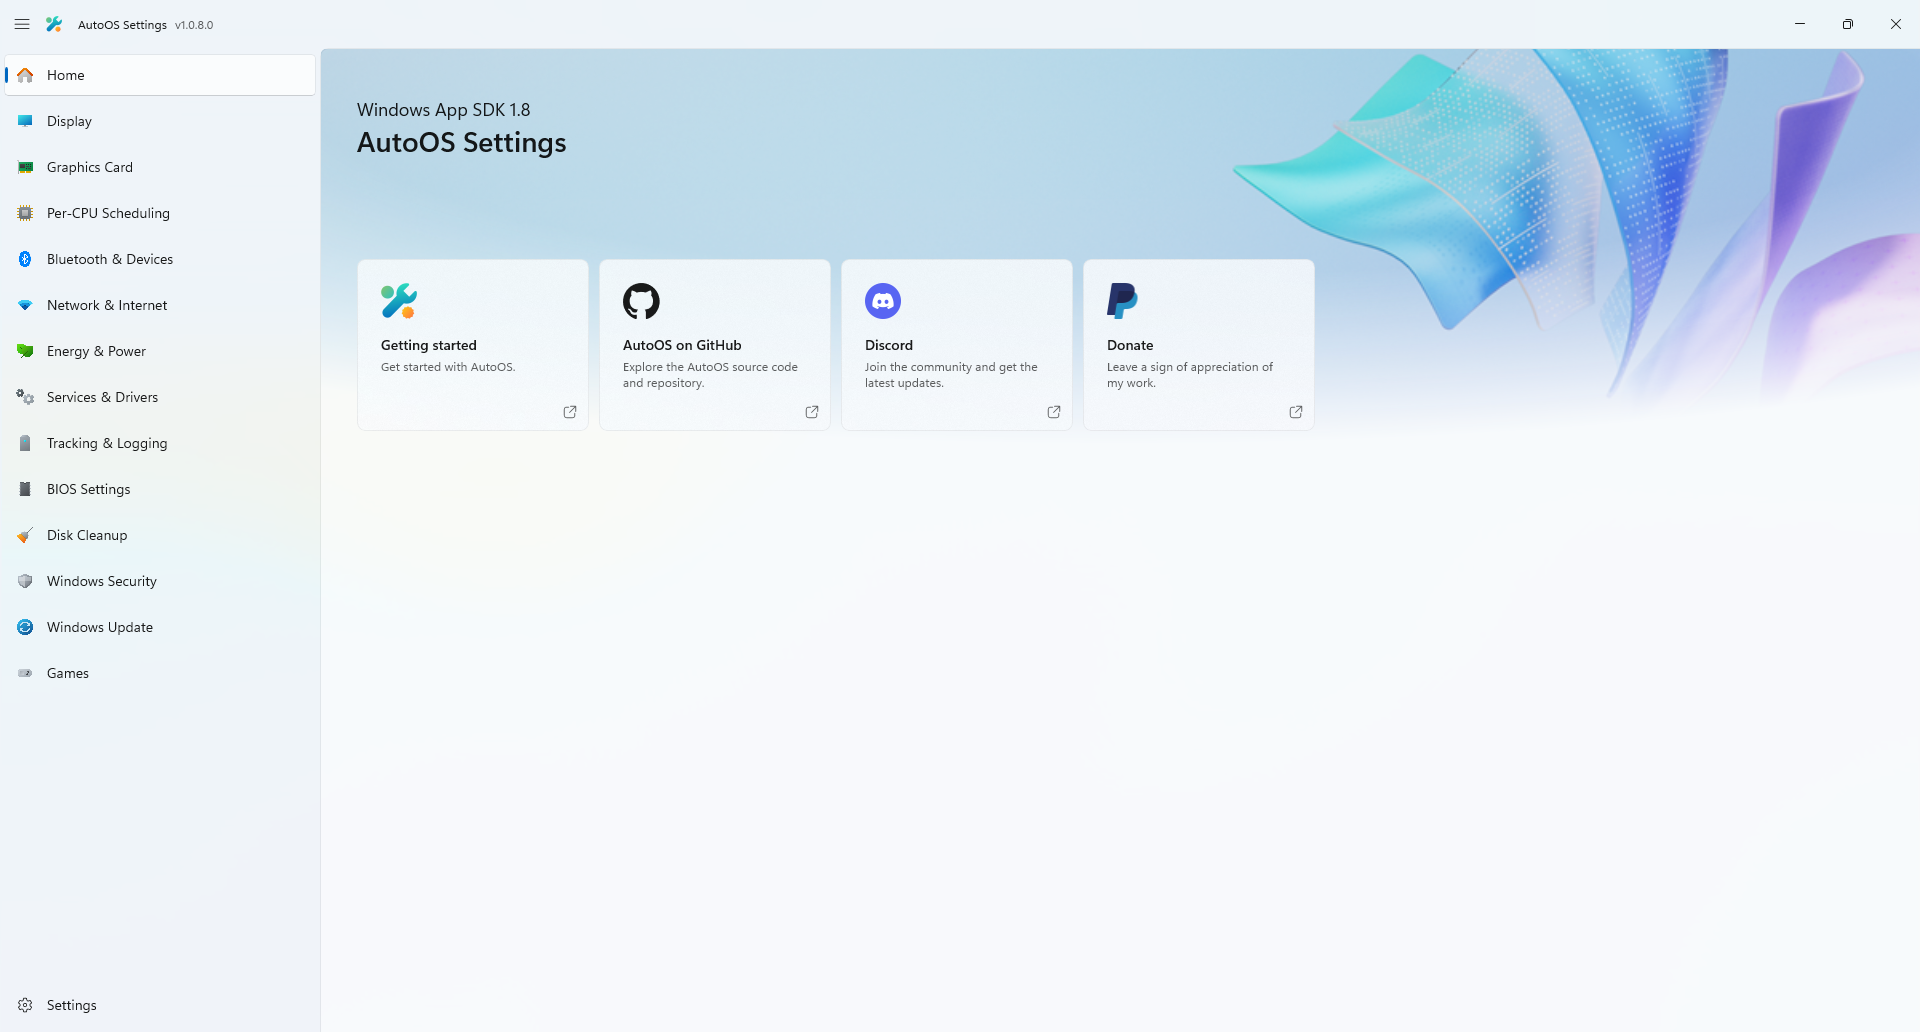 AutoOS Settings v1.0.8.0
Home
Display
Graphics Card
Per-CPU Scheduling
Bluetooth & Devices
Network & Internet
Energy & Power
Services & Drivers
Tracking & Logging
BIOS Settings
Disk Cleanup
Windows Security
Windows Update
Games
Settings
Windows App SDK 1.8
AutoOS Settings
Getting started
Get started with AutoOS.
AutoOS on GitHub
Explore the AutoOS source code
and repository.
Discord
Join the community and get the
latest updates.
Donate
Leave a sign of appreciation of
my work.